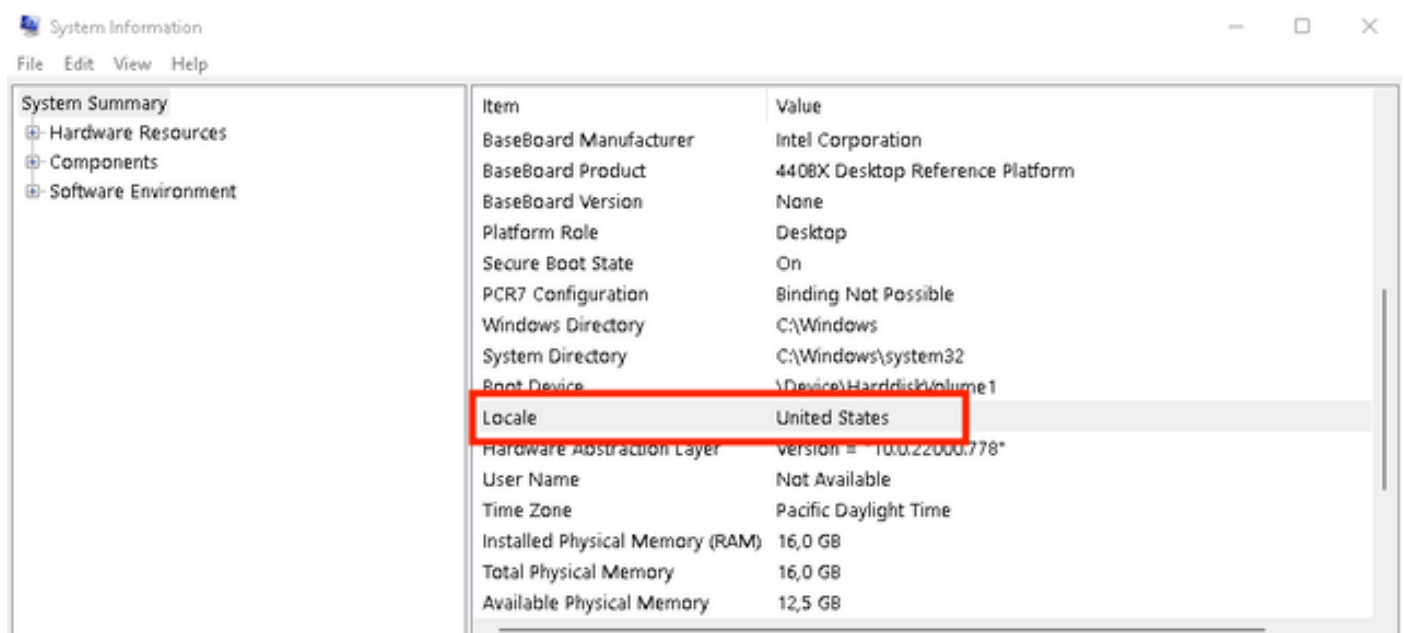 System Information
File Edit View Help
System Summary
Hardware Resources
Components
Software Environment
Item Value
BaseBoard Manufacturer Intel Corporation
BaseBoard Product 440BX Desktop Reference Platform
BaseBoard Version None
Platform Role Desktop
Secure Boot State On
PCR7 Configuration Binding Not Possible
Windows Directory C:\Windows
System Directory C:\Windows\system32
Boot Device \Device\HarddiskVolume1
Locale United States
Hardware Abstraction Layer Version = "10.0.22000.778"
User Name Not Available
Time Zone Pacific Daylight Time
Installed Physical Memory (RAM) 16,0 GB
Total Physical Memory 16,0 GB
Available Physical Memory 12,5 GB